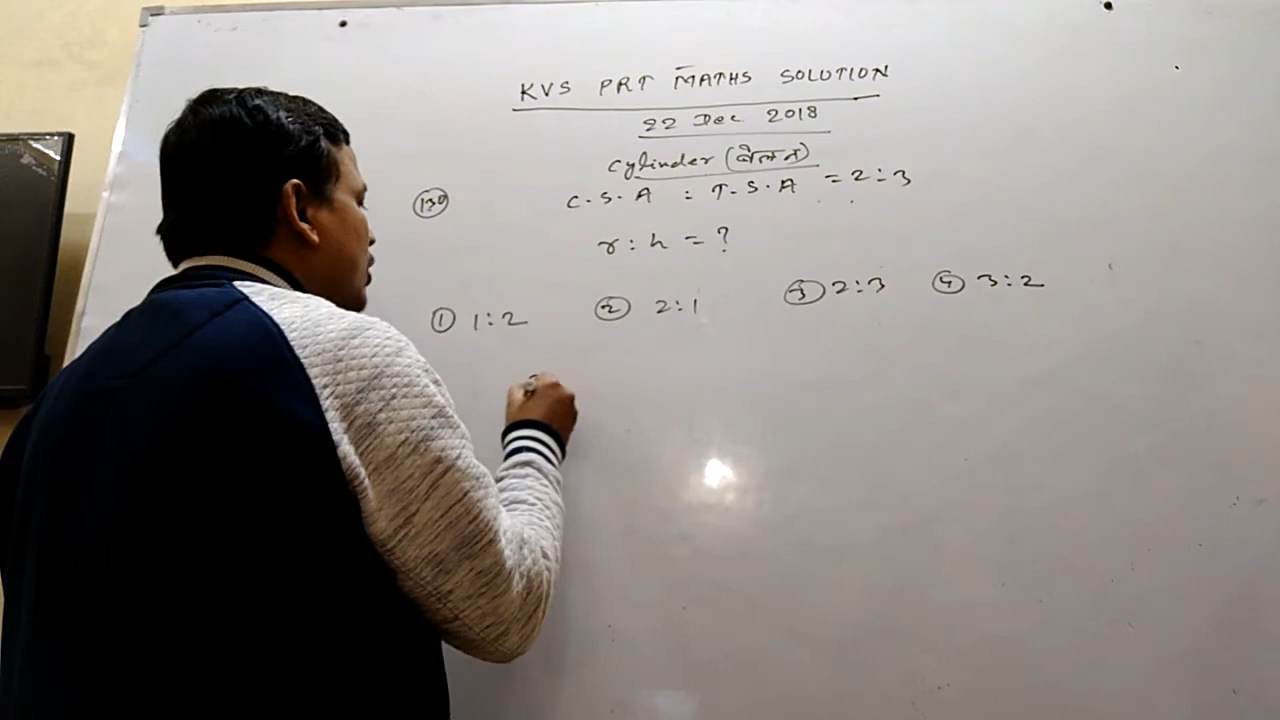 KVS PRT MATHS SOLUTION
22 Dec 2018
Cylinder (बेलन)
130 C.S.A : T.S.A = 2:3
r : h = ?
1 1:2 2 2:1 3 2:3 4 3:2